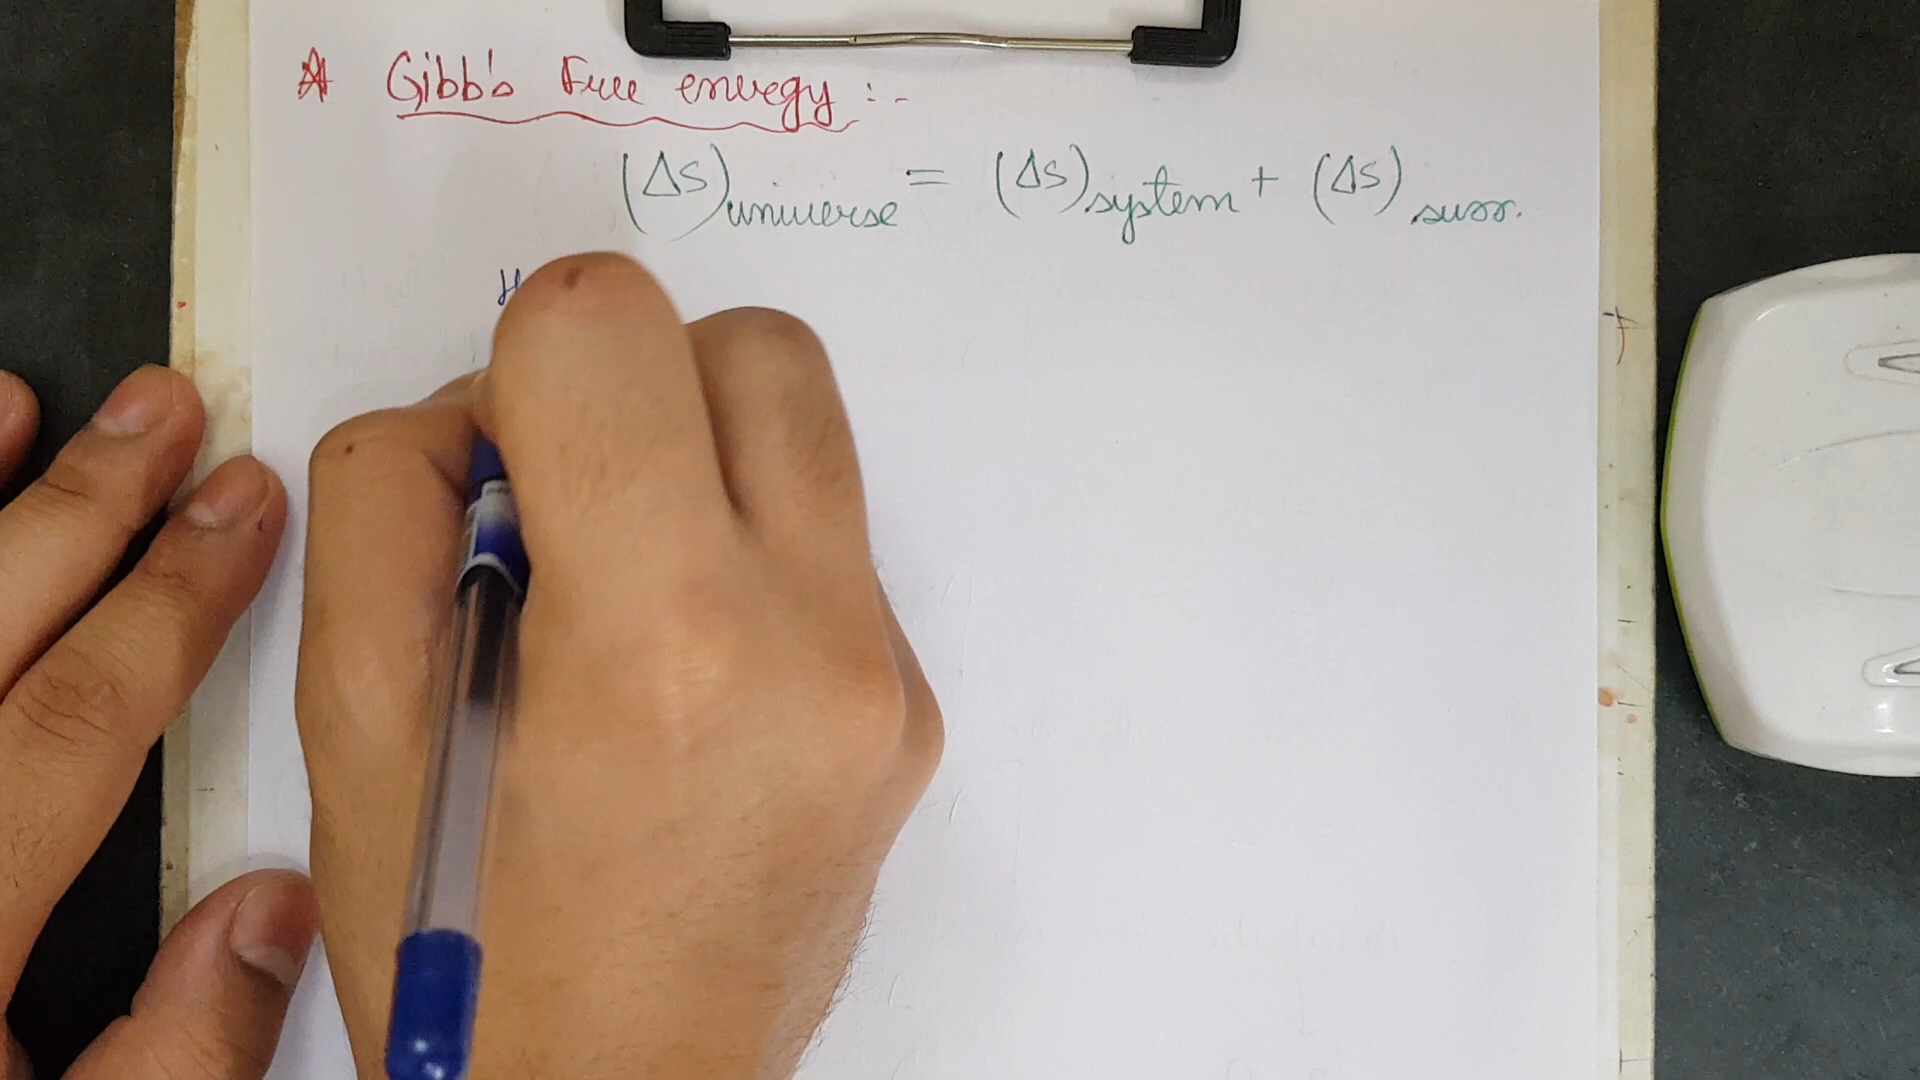 Gibb's Free energy :-
(ΔS)universe = (ΔS)system + (ΔS) surr.
H